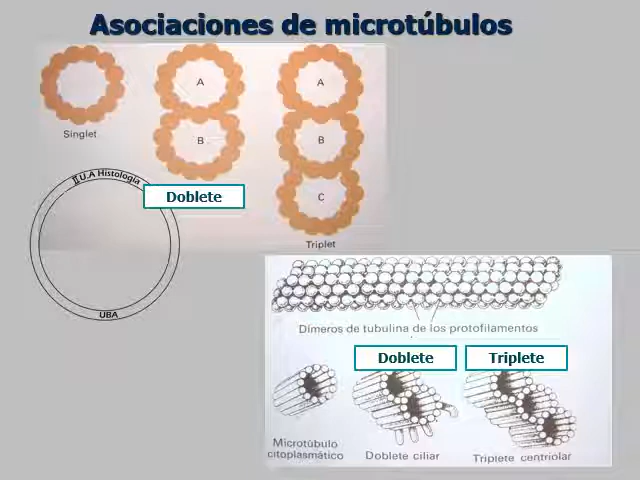 Asociaciones de microtúbulos
A
A
Singlet
B
B
Doblete
C
Triplet
II U.A Histología
UBA
Dímeros de tubulina de los protofilamentos
Doblete
Triplete
Microtúbulo
citoplasmático
Doblete ciliar
Triplete centriolar